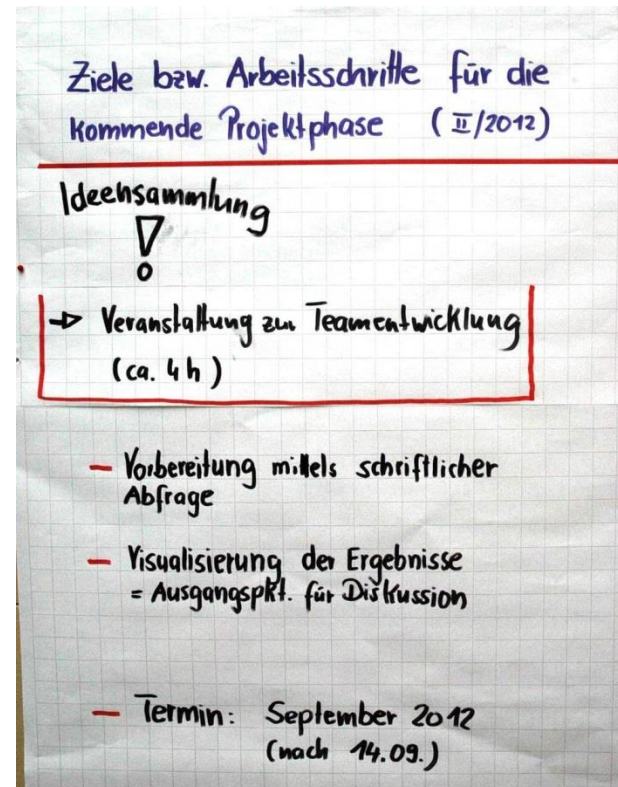 Ziele bzw. Arbeitsschritte für die
kommende Projektphase (II/2012)
Ideensammlung
!
→ Veranstaltung zur Teamentwicklung
(ca. 4 h)
– Vorbereitung mittels schriftlicher
Abfrage
– Visualisierung der Ergebnisse
= Ausgangspkt. für Diskussion
– Termin: September 2012
(nach 14.09.)